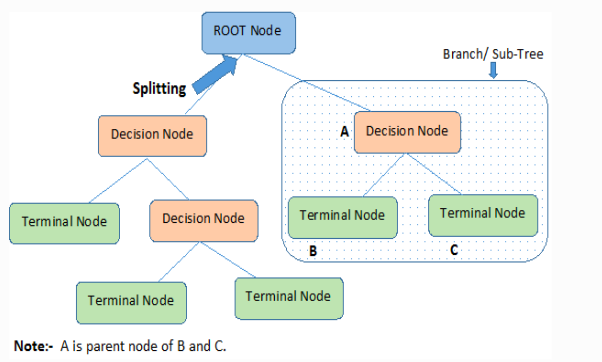 ROOT Node
Branch/ Sub-Tree
Splitting
Decision Node
A
Decision Node
Terminal Node
Decision Node
Terminal Node
Terminal Node
B
C
Terminal Node
Terminal Node
Note:- A is parent node of B and C.